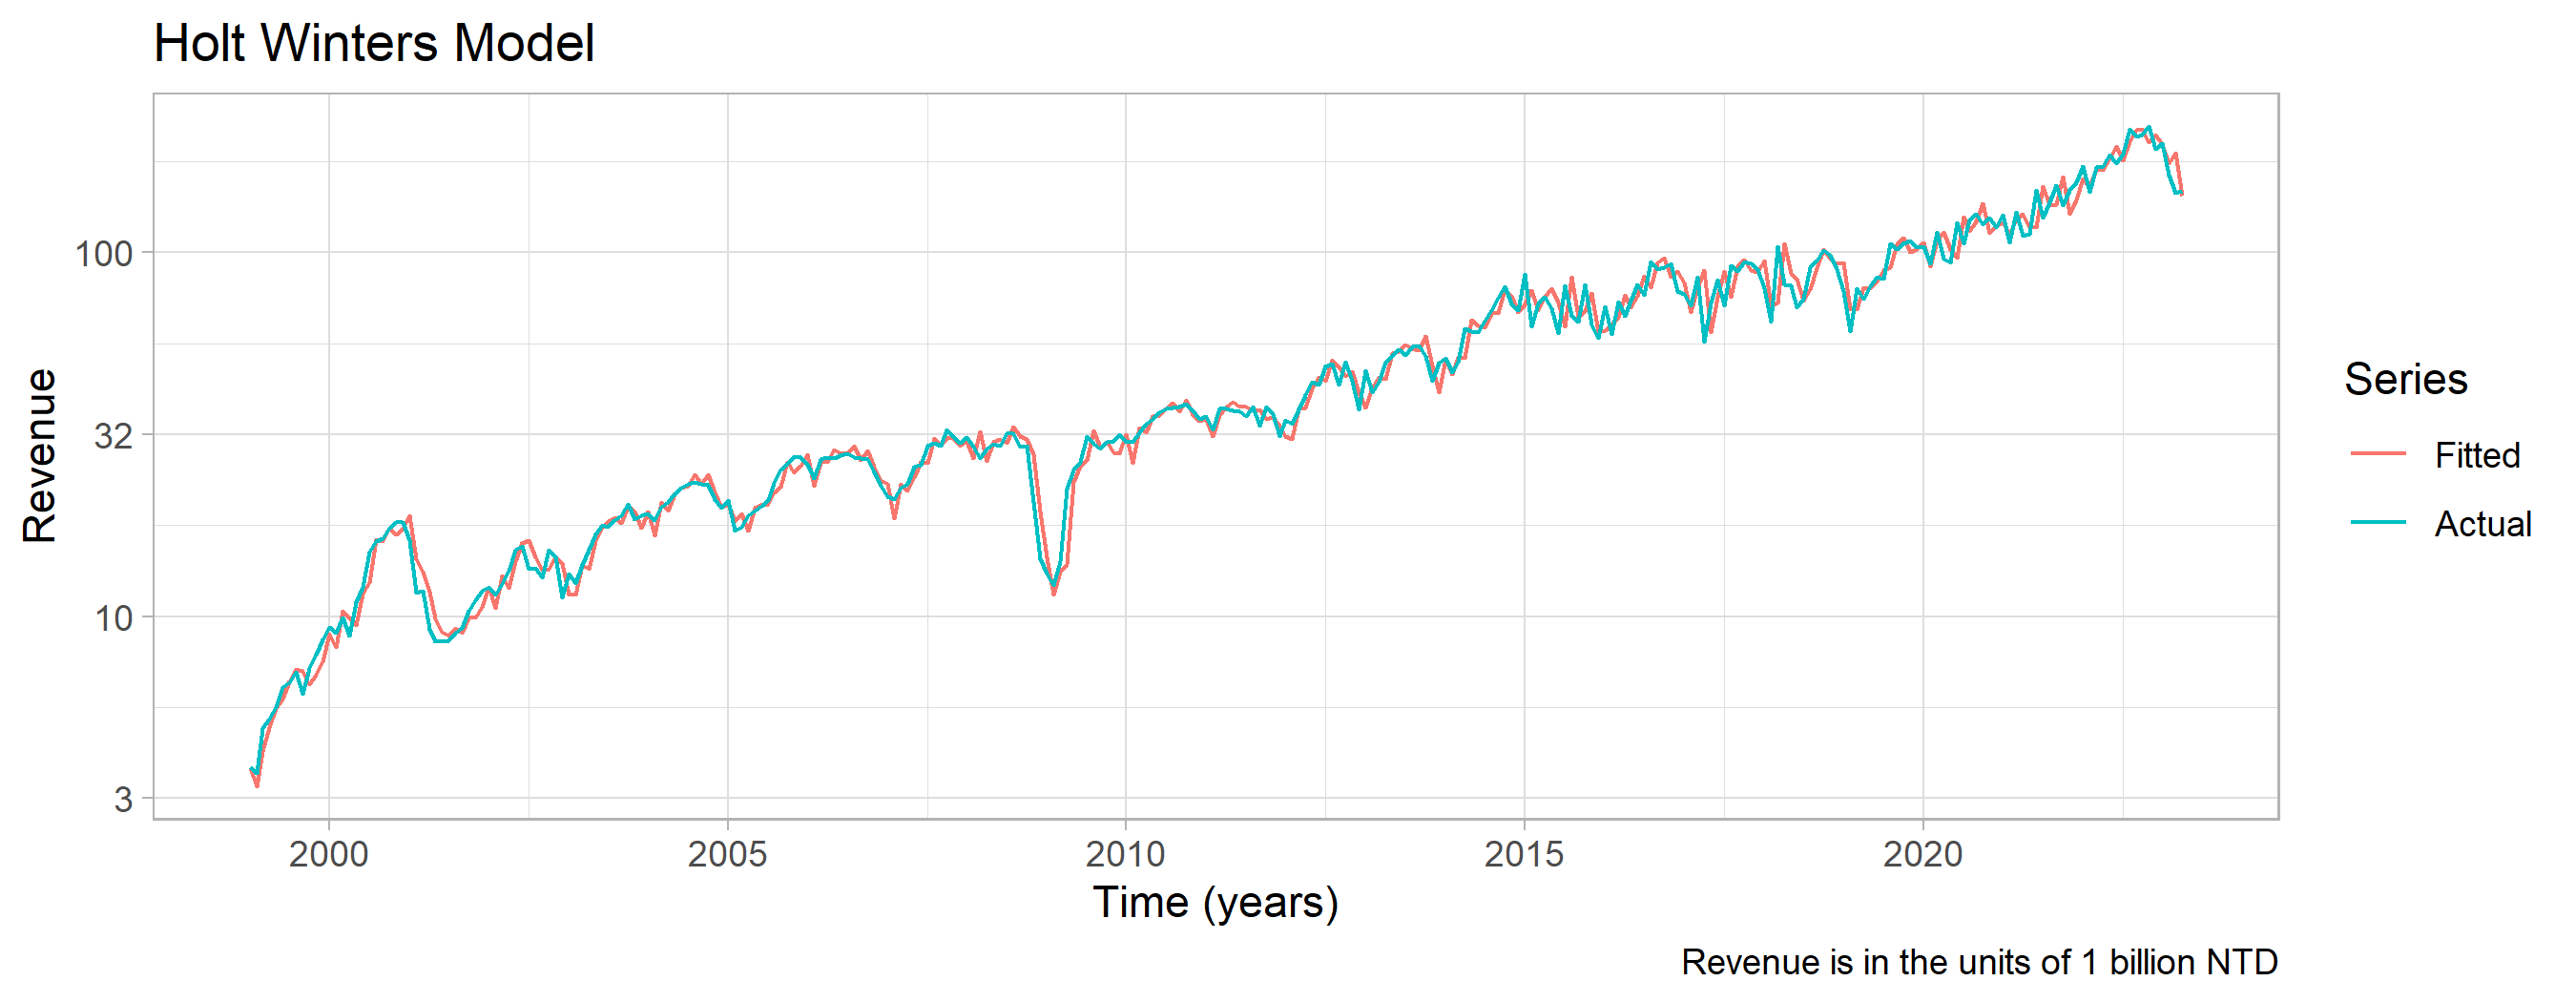 Holt Winters Model
Revenue
100
32
10
3
2000
2005
2010
2015
2020
Time (years)
Series
Fitted
Actual
Revenue is in the units of 1 billion NTD